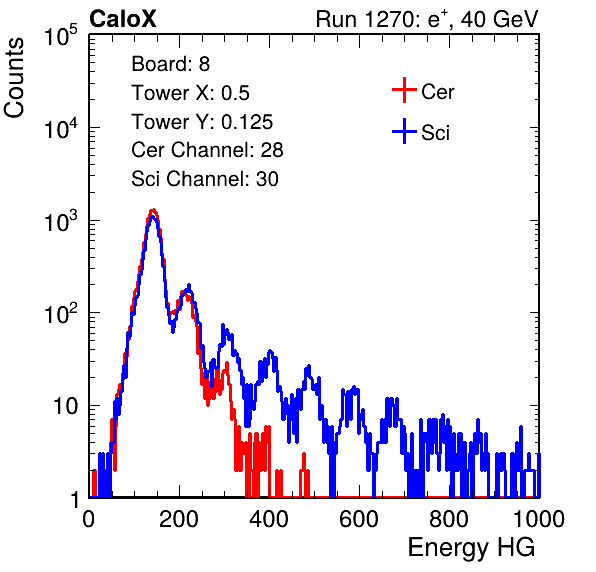 CaloX Run 1270: e⁺, 40 GeV
Counts
10⁵
10⁴
10³
10²
10
1
Board: 8
Tower X: 0.5
Tower Y: 0.125
Cer Channel: 28
Sci Channel: 30
Cer
Sci
0 200 400 600 800 1000
Energy HG